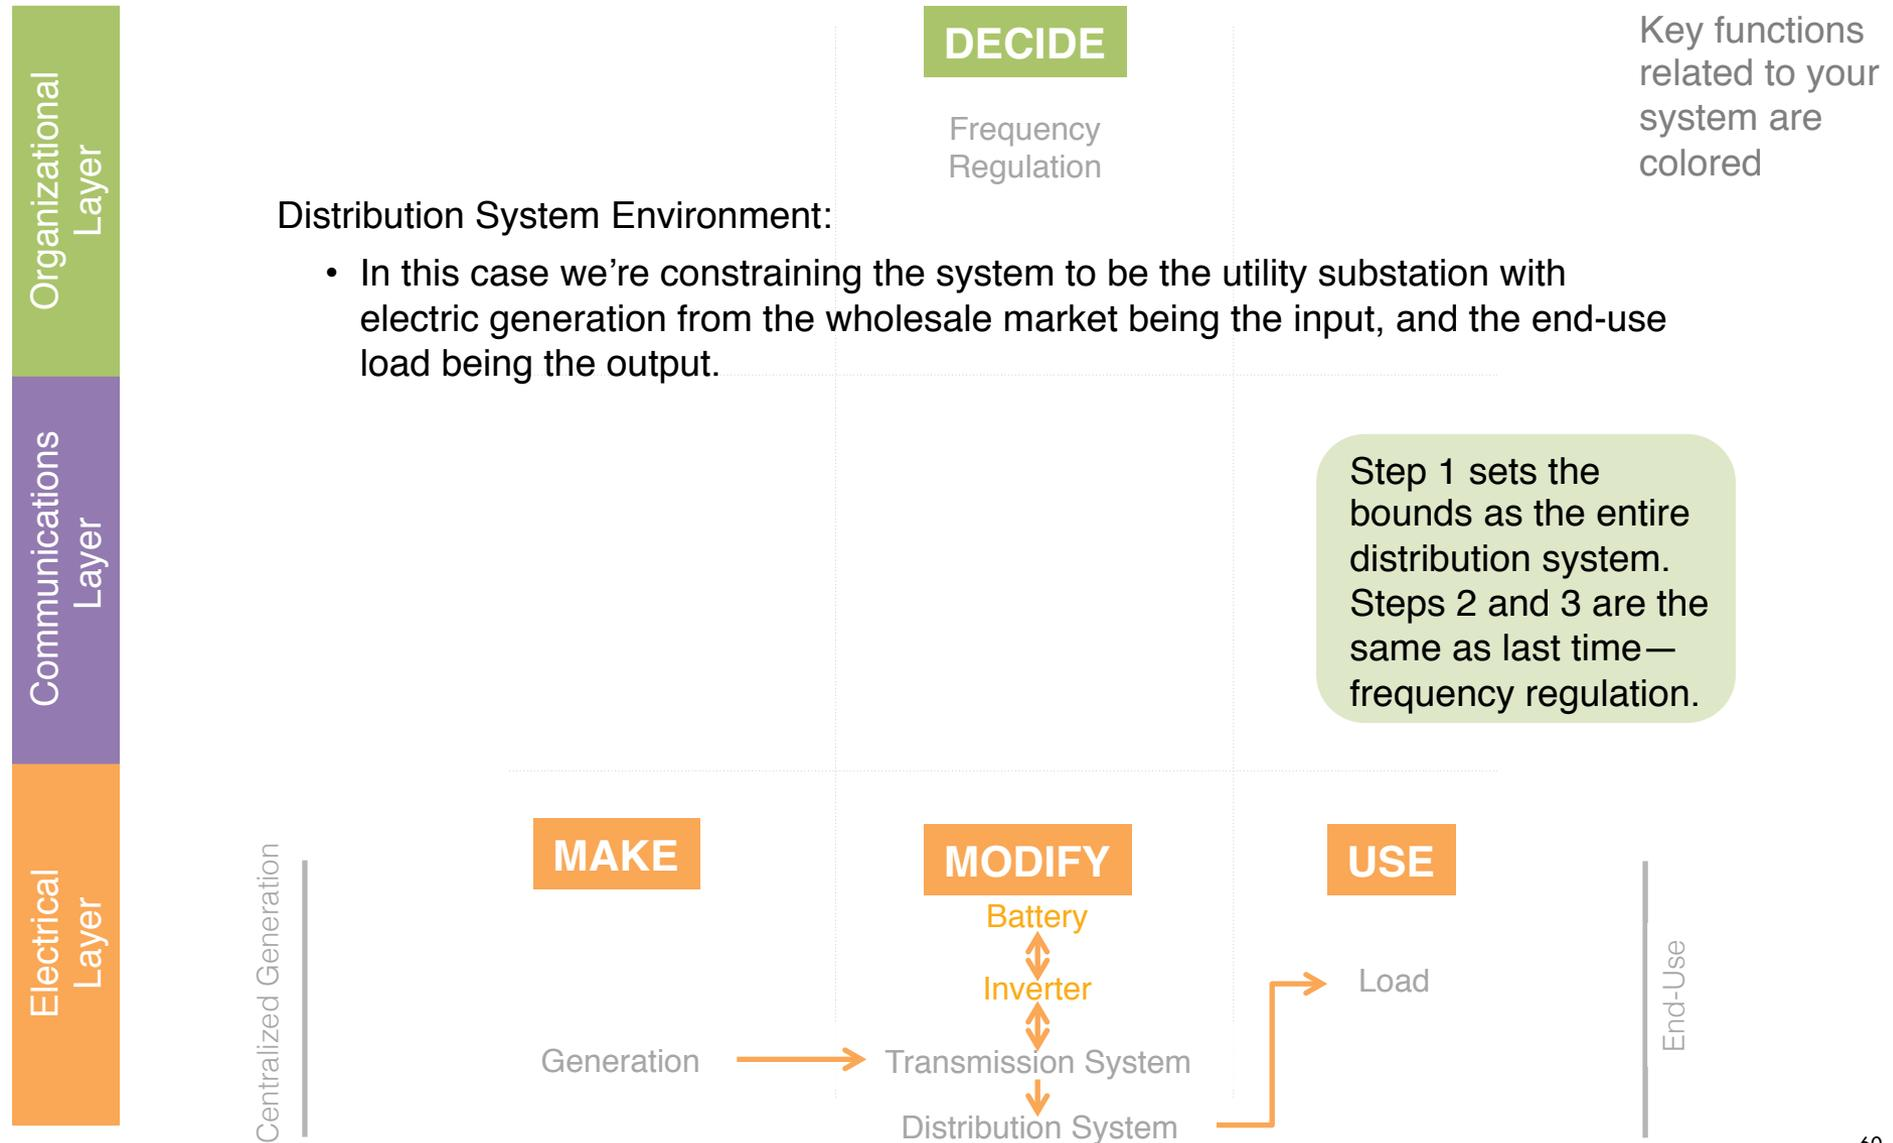 Organizational
Layer
Communications
Layer
Electrical
Layer
DECIDE
Frequency
Regulation
Key functions
related to your
system are
colored
Distribution System Environment:
• In this case we’re constraining the system to be the utility substation with
electric generation from the wholesale market being the input, and the end-use
load being the output.
Step 1 sets the
bounds as the entire
distribution system.
Steps 2 and 3 are the
same as last time—
frequency regulation.
Centralized Generation
MAKE
Generation
MODIFY
Battery
Inverter
Transmission System
Distribution System
USE
Load
End-Use